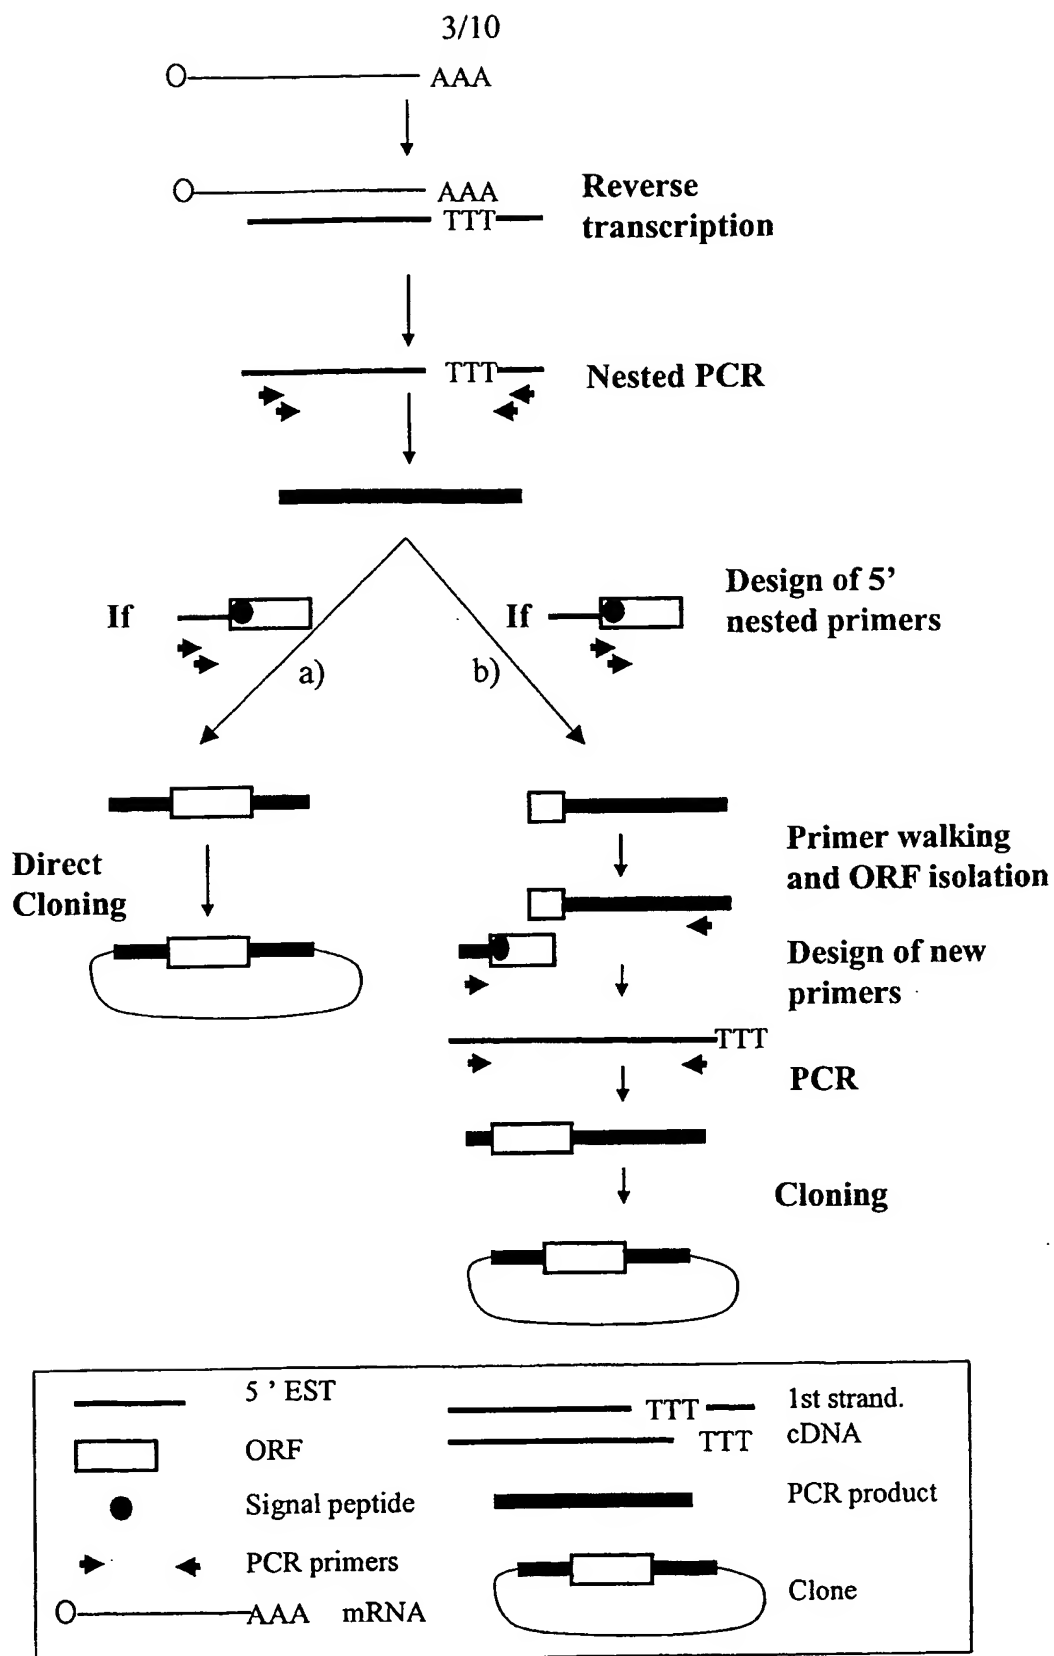 3/10
AAA
AAA
TTT
Reverse
transcription
TTT
Nested PCR
If
If
Design of 5’
nested primers
a)
b)
Direct
Cloning
Primer walking
and ORF isolation
Design of new
primers
TTT
PCR
Cloning
5 ’ EST
ORF
Signal peptide
PCR primers
AAA mRNA
TTT
TTT
1st strand.
cDNA
PCR product
Clone